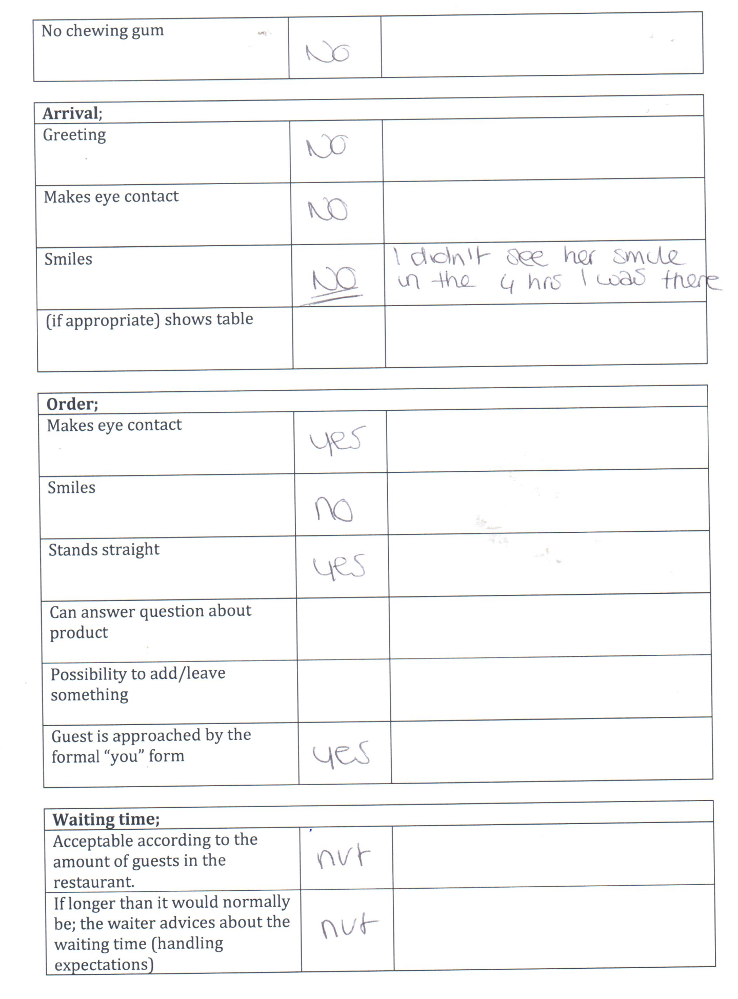 No chewing gum
NO
Arrival;
Greeting
NO
Makes eye contact
NO
Smiles
NO
I didn't see her smile
in the 4 hrs I was there
(if appropriate) shows table
Order;
Makes eye contact
yes
Smiles
no
Stands straight
yes
Can answer question about
product
Possibility to add/leave
something
Guest is approached by the
formal “you” form
yes
Waiting time;
Acceptable according to the
amount of guests in the
restaurant.
nvt
If longer than it would normally
be; the waiter advices about the
waiting time (handling
expectations)
nvt